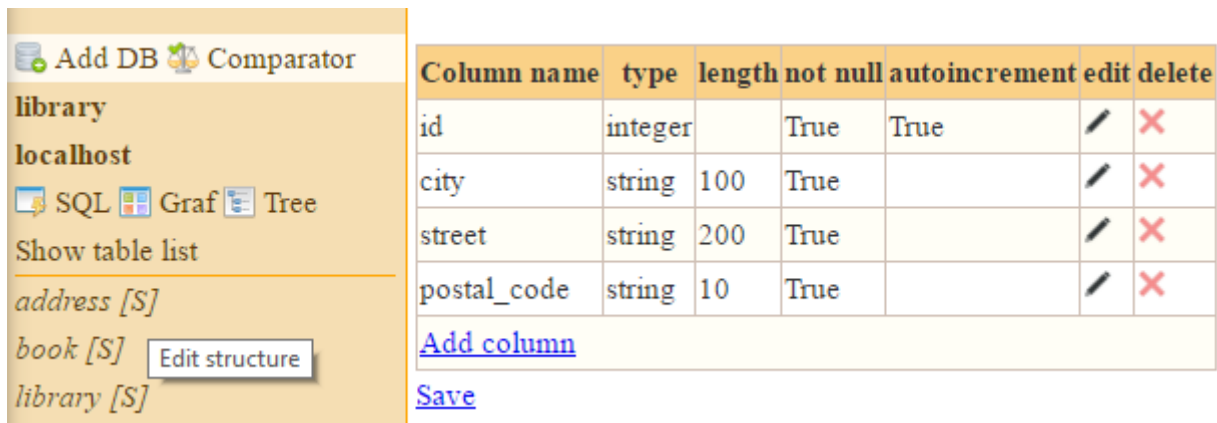 Add DB Comparator
library
localhost
SQL Graf Tree
Show table list
address [S]
book [S]
Edit structure
library [S]
Column name type length not null autoincrement edit delete
id integer True True
city string 100 True
street string 200 True
postal_code string 10 True
Add column
Save